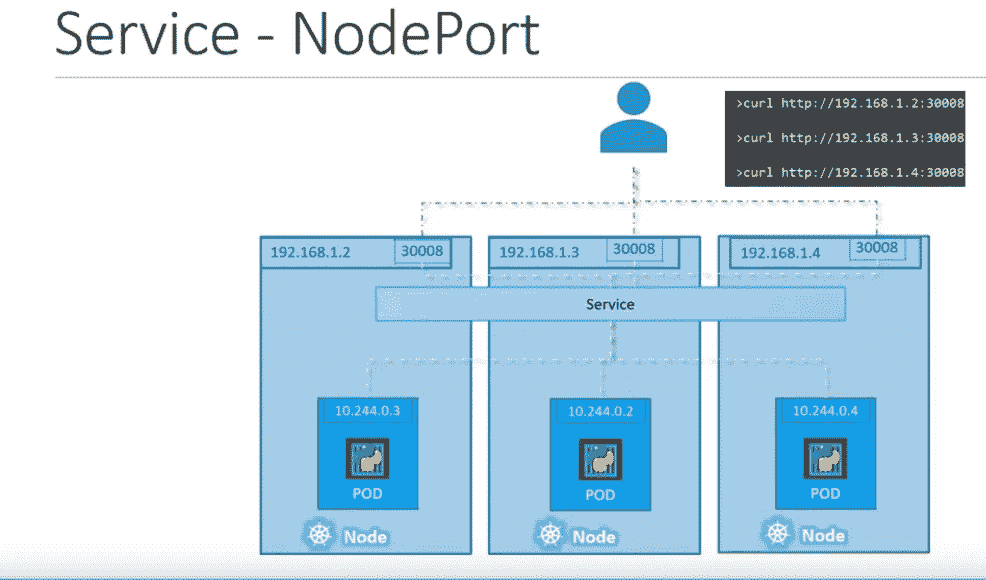 Service - NodePort
>curl http://192.168.1.2:30008
>curl http://192.168.1.3:30008
>curl http://192.168.1.4:30008
192.168.1.2 30008
192.168.1.3 30008
192.168.1.4 30008
Service
10.244.0.3
10.244.0.2
10.244.0.4
POD
POD
POD
Node
Node
Node